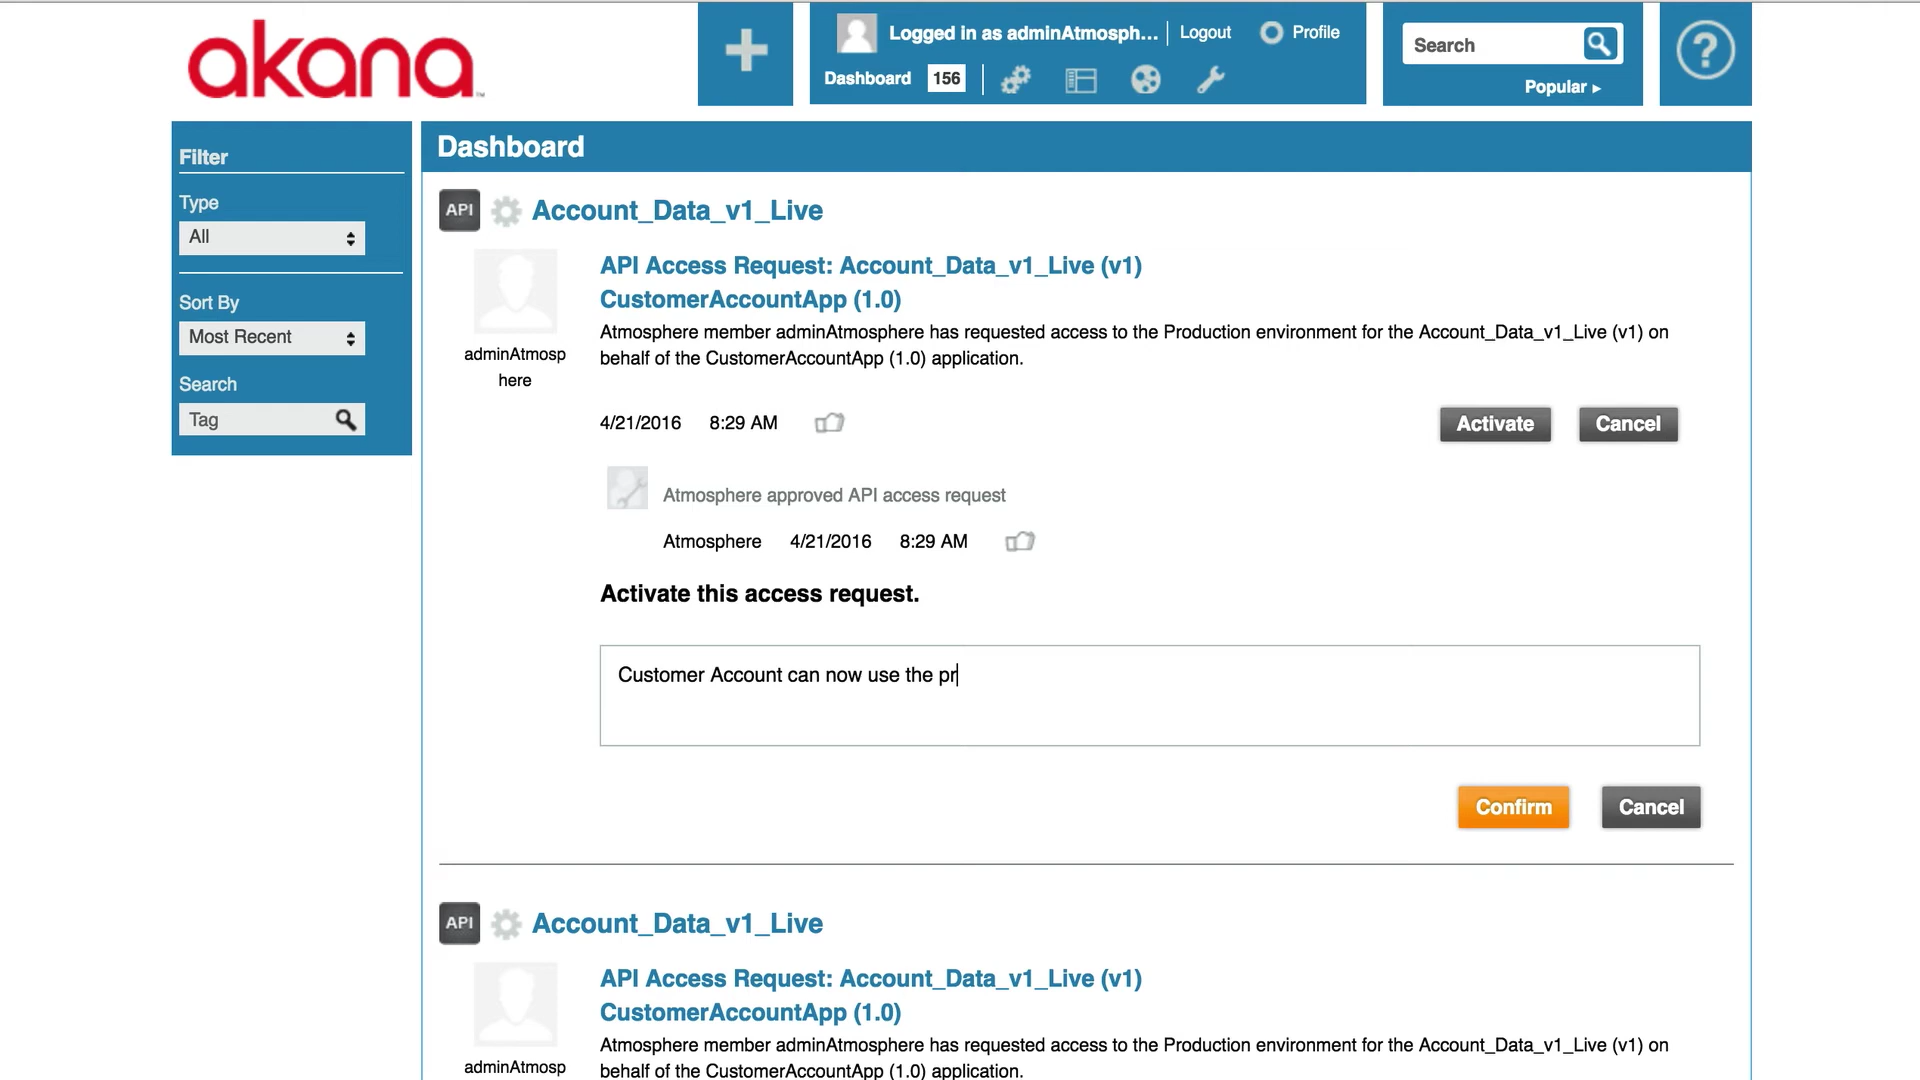 akana
TM
Logged in as adminAtmosph...
Logout
Profile
Dashboard 156
Search
Popular ▸
?
Filter
Type
All
Sort By
Most Recent
Search
Tag
Dashboard
API
Account_Data_v1_Live
adminAtmosp
here
API Access Request: Account_Data_v1_Live (v1)
CustomerAccountApp (1.0)
Atmosphere member adminAtmosphere has requested access to the Production environment for the Account_Data_v1_Live (v1) on
behalf of the CustomerAccountApp (1.0) application.
4/21/2016 8:29 AM
Activate
Cancel
Atmosphere approved API access request
Atmosphere 4/21/2016 8:29 AM
Activate this access request.
Customer Account can now use the pr
Confirm
Cancel
API
Account_Data_v1_Live
adminAtmosp
API Access Request: Account_Data_v1_Live (v1)
CustomerAccountApp (1.0)
Atmosphere member adminAtmosphere has requested access to the Production environment for the Account_Data_v1_Live (v1) on
behalf of the CustomerAccountApp (1.0) application.